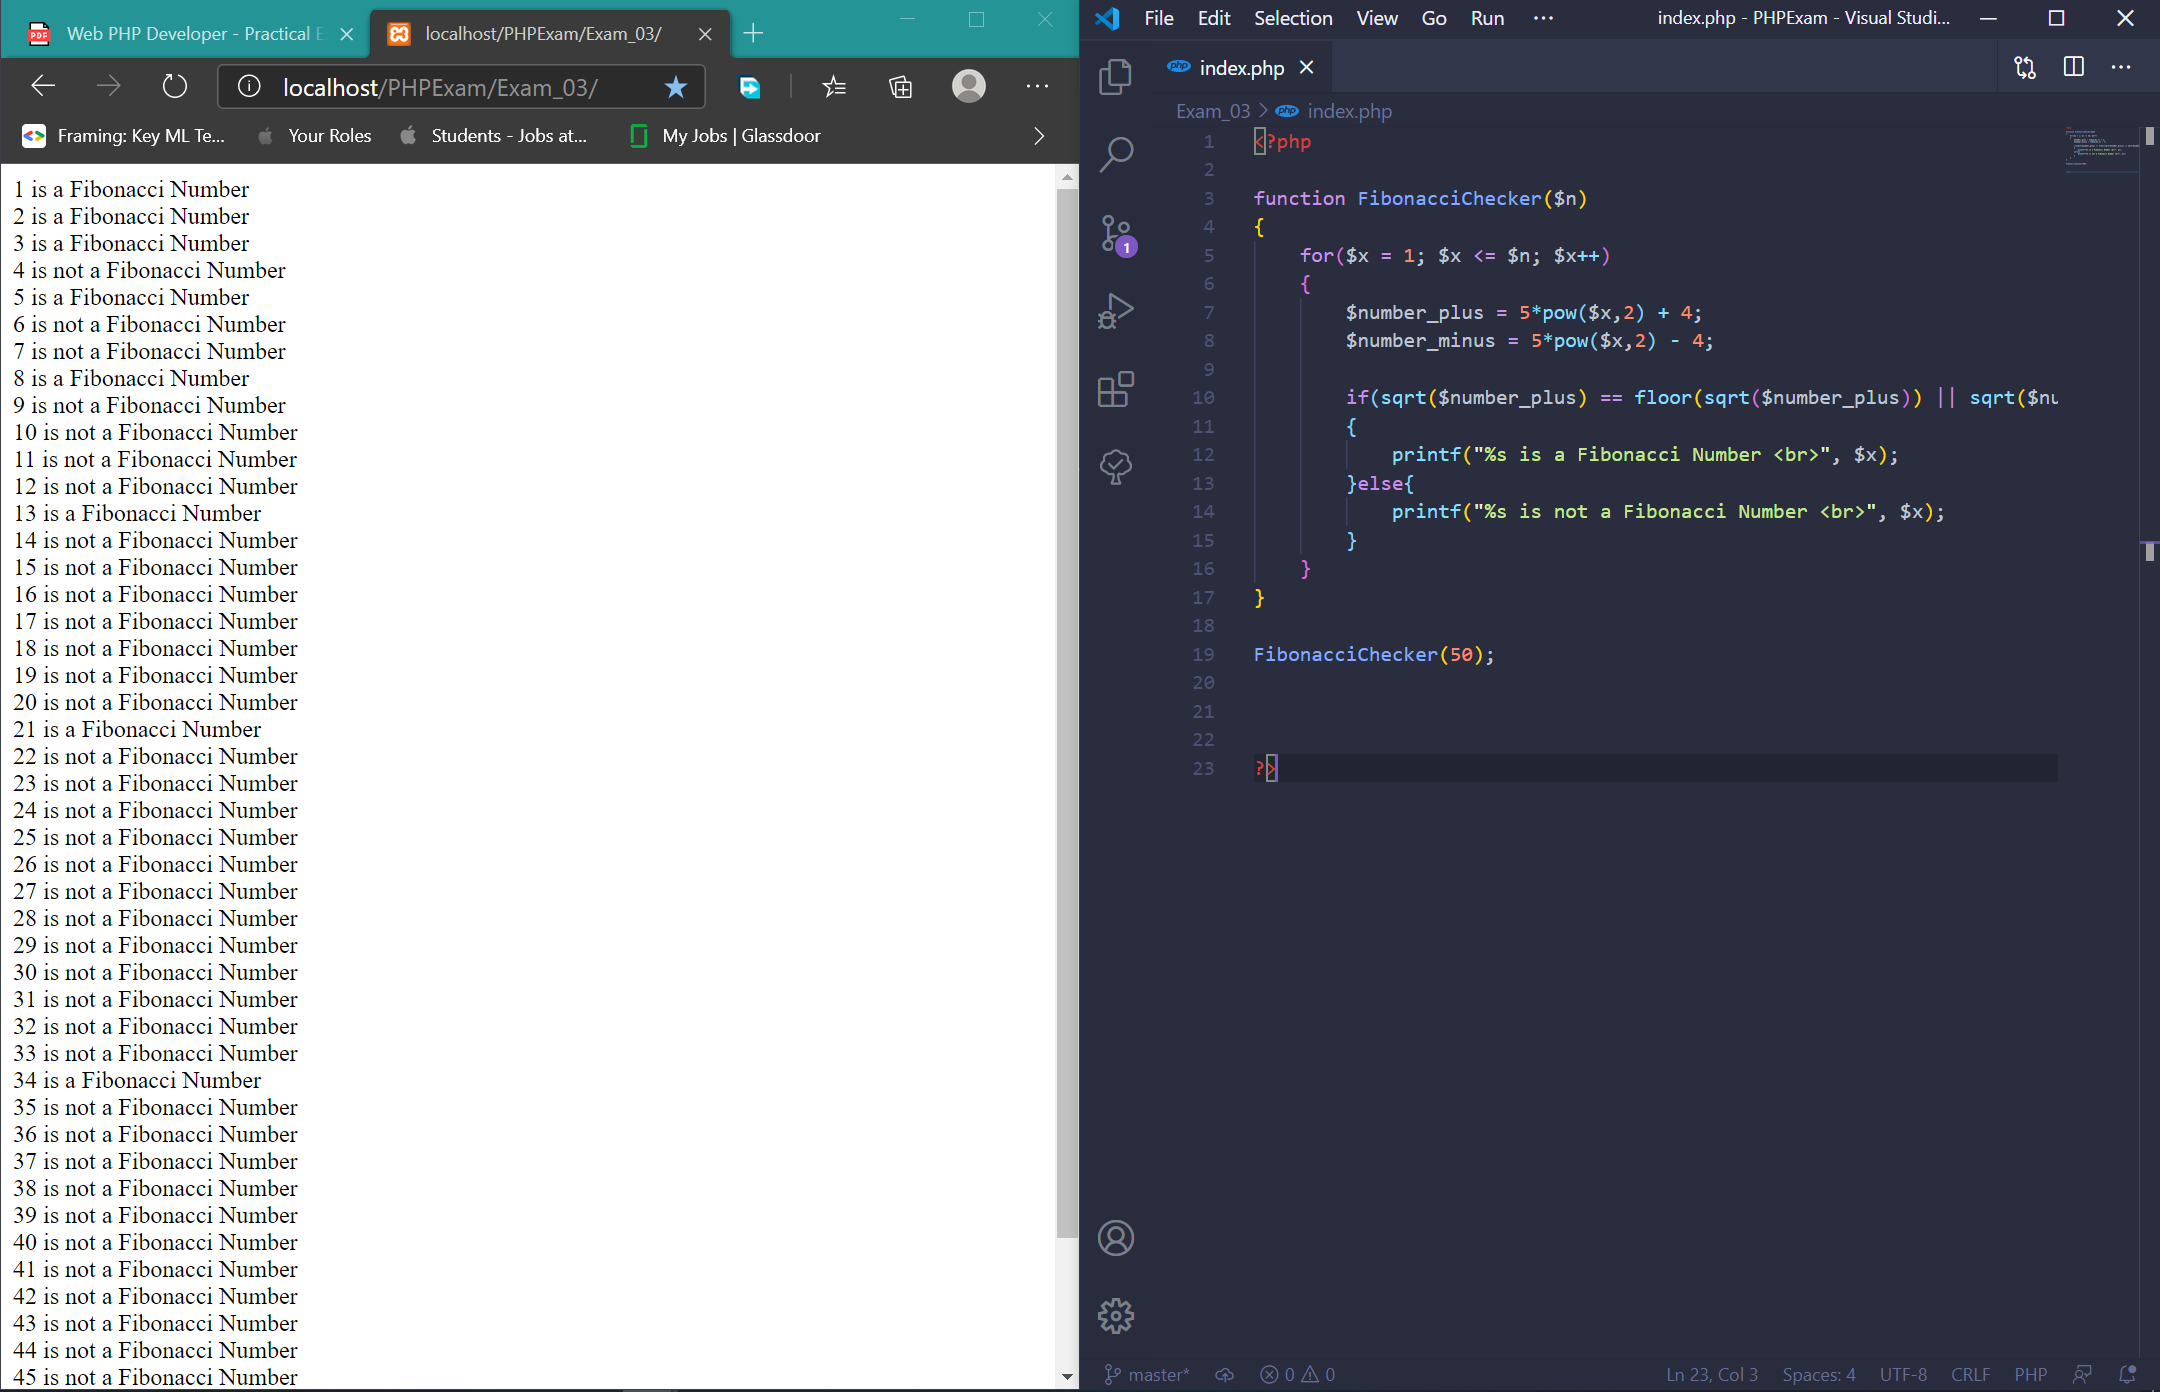 Web PHP Developer - Practical E
localhost/PHPExam/Exam_03/
localhost/PHPExam/Exam_03/
Framing: Key ML Te...
Your Roles
Students - Jobs at...
My Jobs | Glassdoor
1 is a Fibonacci Number
2 is a Fibonacci Number
3 is a Fibonacci Number
4 is not a Fibonacci Number
5 is a Fibonacci Number
6 is not a Fibonacci Number
7 is not a Fibonacci Number
8 is a Fibonacci Number
9 is not a Fibonacci Number
10 is not a Fibonacci Number
11 is not a Fibonacci Number
12 is not a Fibonacci Number
13 is a Fibonacci Number
14 is not a Fibonacci Number
15 is not a Fibonacci Number
16 is not a Fibonacci Number
17 is not a Fibonacci Number
18 is not a Fibonacci Number
19 is not a Fibonacci Number
20 is not a Fibonacci Number
21 is a Fibonacci Number
22 is not a Fibonacci Number
23 is not a Fibonacci Number
24 is not a Fibonacci Number
25 is not a Fibonacci Number
26 is not a Fibonacci Number
27 is not a Fibonacci Number
28 is not a Fibonacci Number
29 is not a Fibonacci Number
30 is not a Fibonacci Number
31 is not a Fibonacci Number
32 is not a Fibonacci Number
33 is not a Fibonacci Number
34 is a Fibonacci Number
35 is not a Fibonacci Number
36 is not a Fibonacci Number
37 is not a Fibonacci Number
38 is not a Fibonacci Number
39 is not a Fibonacci Number
40 is not a Fibonacci Number
41 is not a Fibonacci Number
42 is not a Fibonacci Number
43 is not a Fibonacci Number
44 is not a Fibonacci Number
45 is not a Fibonacci Number
File Edit Selection View Go Run ··· index.php - PHPExam - Visual Studi...
php index.php
Exam_03 > php index.php
1 <?php
2
3 function FibonacciChecker($n)
4 {
5 for($x = 1; $x <= $n; $x++)
6 {
7 $number_plus = 5*pow($x,2) + 4;
8 $number_minus = 5*pow($x,2) - 4;
9
10 if(sqrt($number_plus) == floor(sqrt($number_plus)) || sqrt($nu
11 {
12 printf("%s is a Fibonacci Number <br>", $x);
13 }else{
14 printf("%s is not a Fibonacci Number <br>", $x);
15 }
16 }
17 }
18
19 FibonacciChecker(50);
20
21
22
23 ?>
1
PDF
master* 0 0 Ln 23, Col 3 Spaces: 4 UTF-8 CRLF PHP